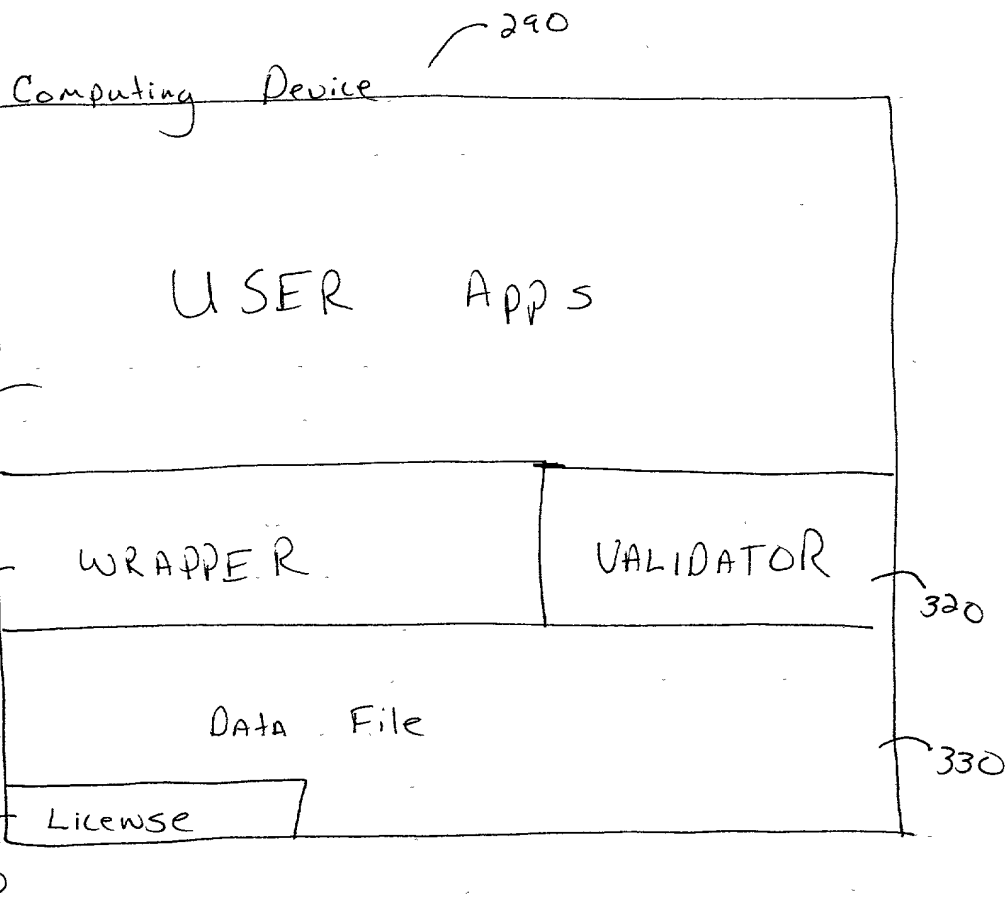 290
Computing Device
USER Apps
WRAPPER
VALIDATOR
320
Data File
330
License